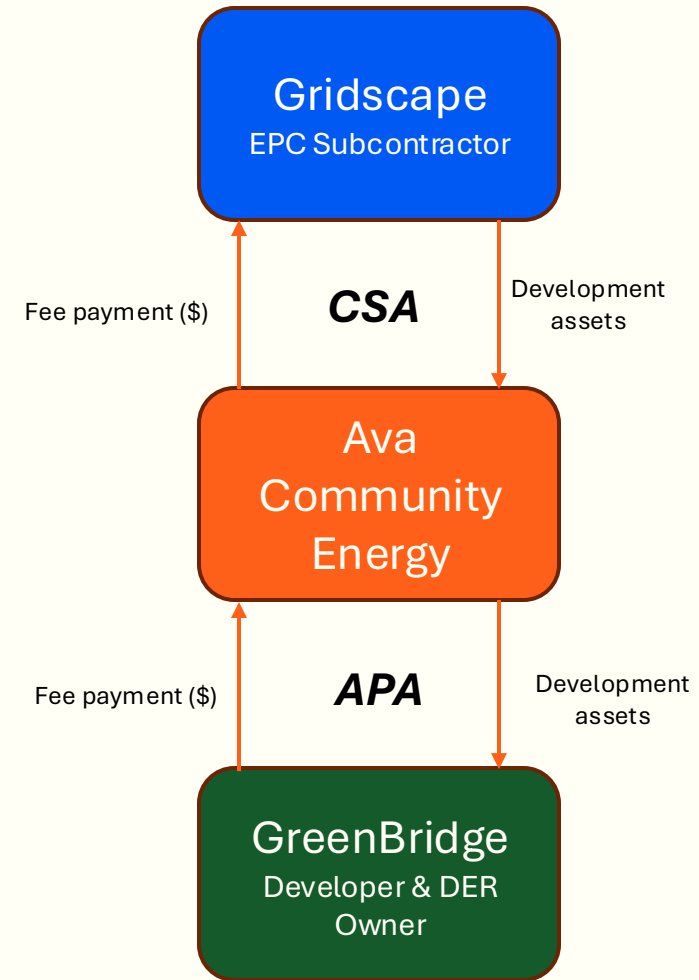 Gridscape
EPC Subcontractor
Fee payment ($)
CSA
Development
assets
Ava
Community
Energy
Fee payment ($)
APA
Development
assets
GreenBridge
Developer & DER
Owner